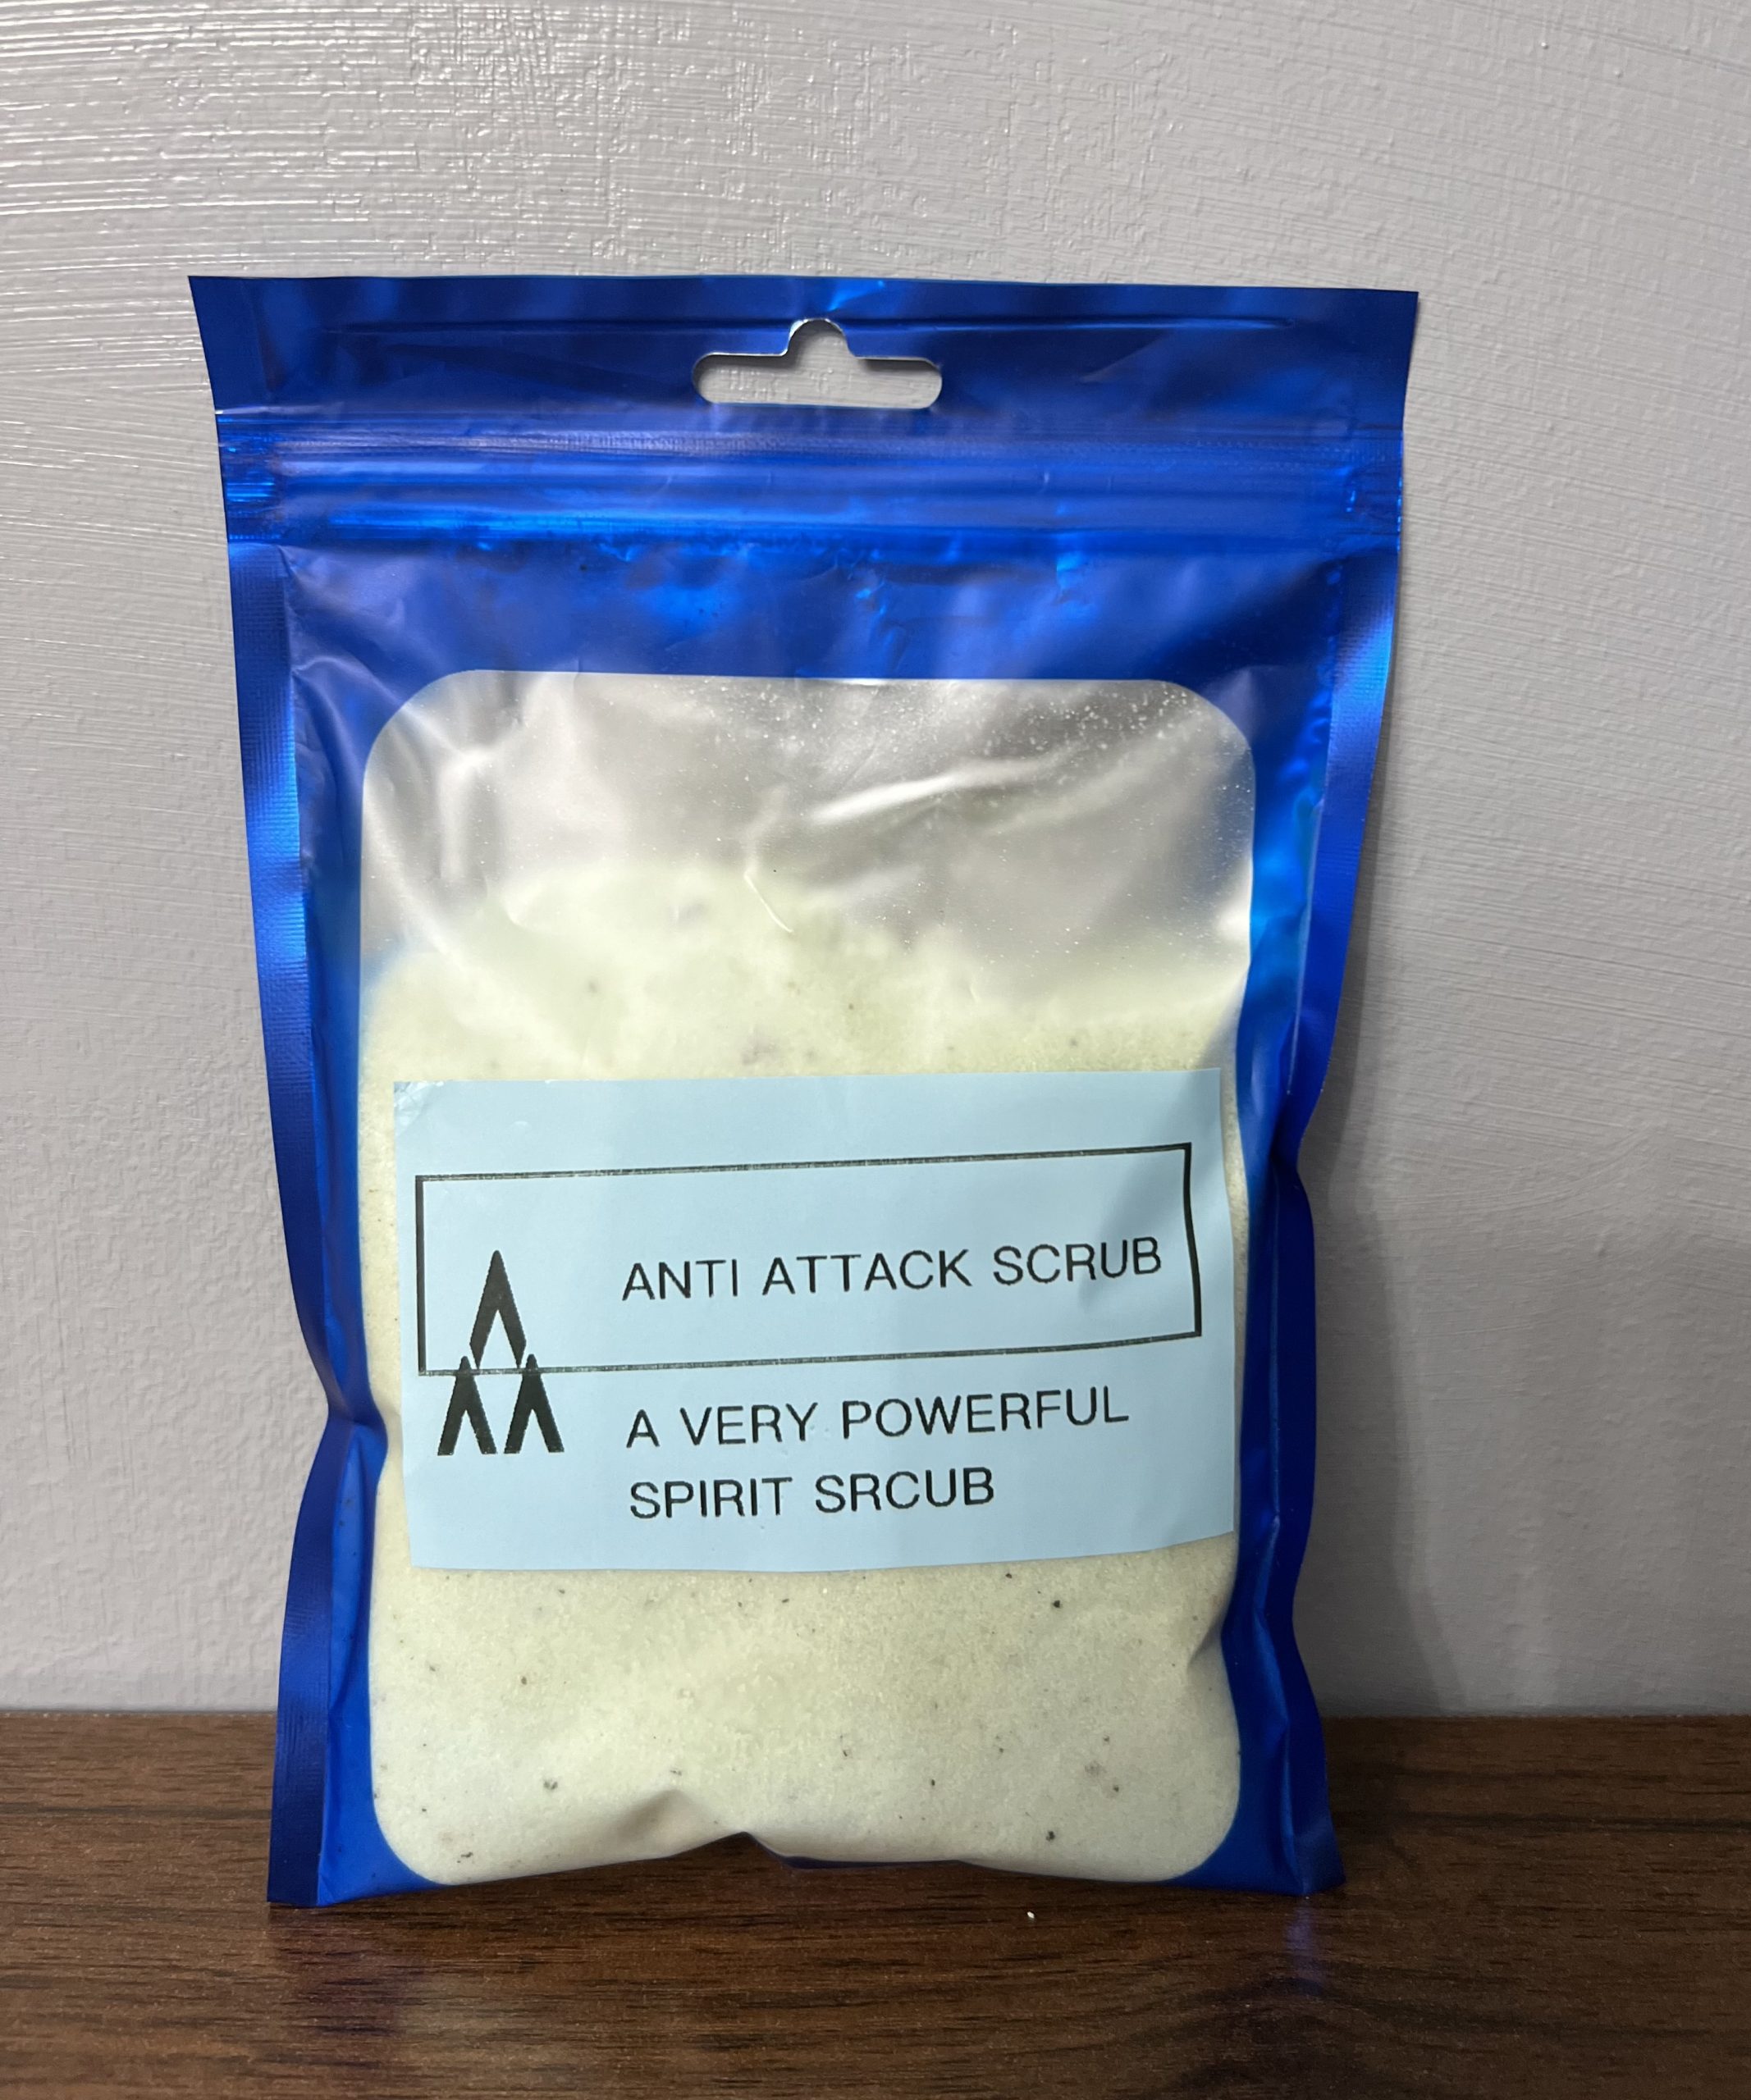 ANTI ATTACK SCRUB
A VERY POWERFUL
SPIRIT SRCUB